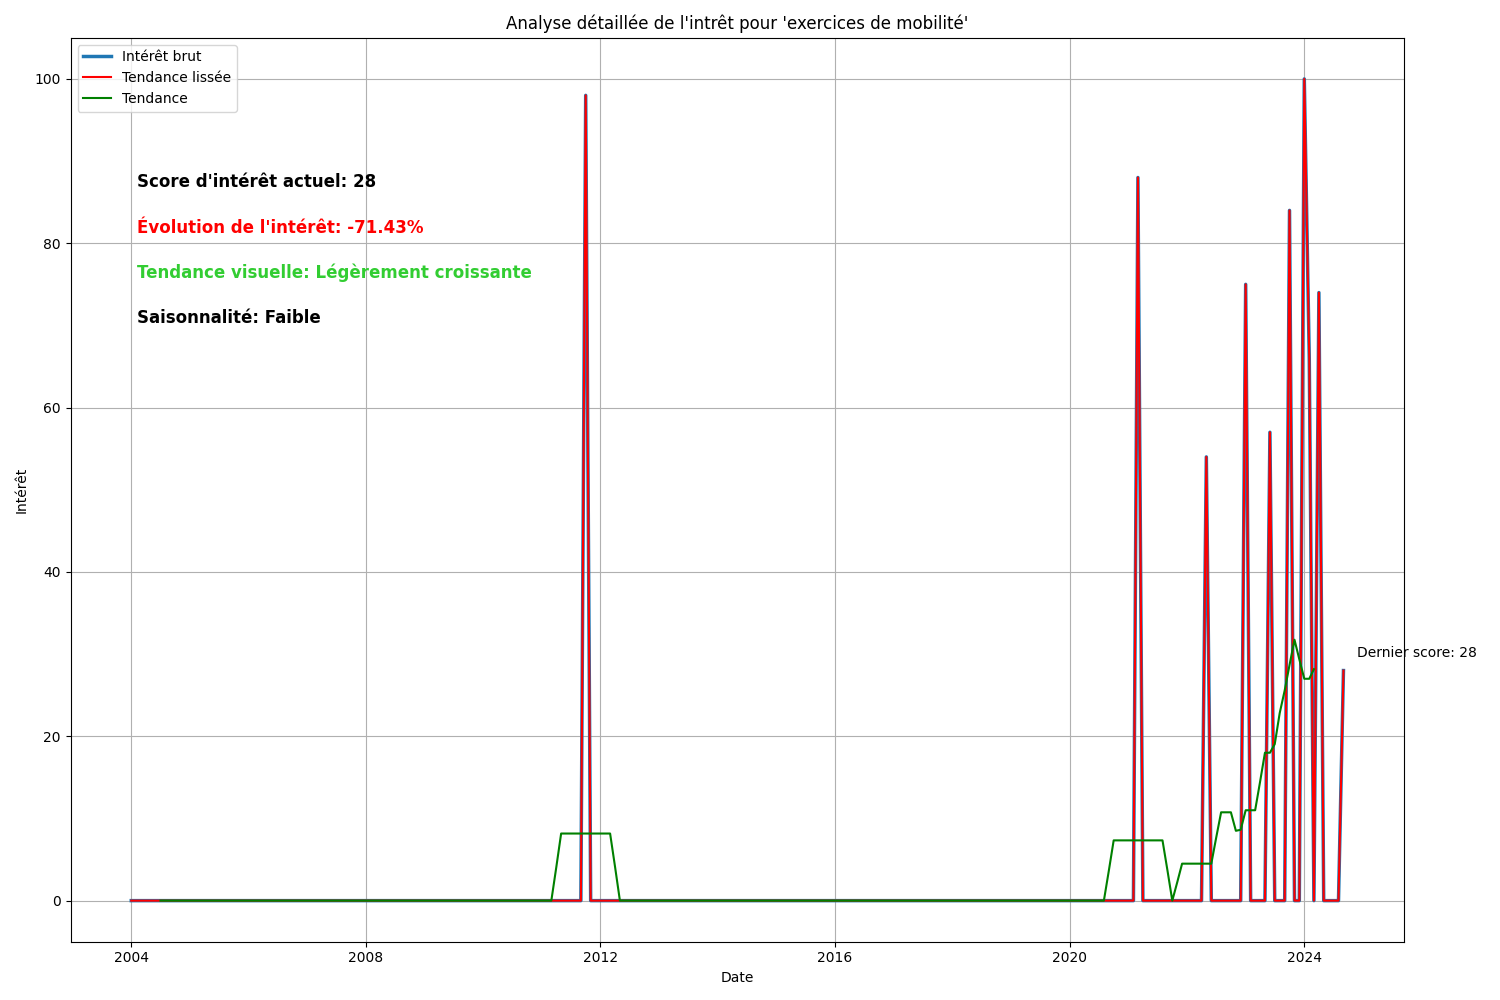 Analyse détaillée de l'intrêt pour 'exercices de mobilité'
Intérêt brut
Tendance lissée
Tendance
Score d'intérêt actuel: 28
Évolution de l'intérêt: -71.43%
Tendance visuelle: Légèrement croissante
Saisonnalité: Faible
Dernier score: 28
Intérêt
100
80
60
40
20
0
2004
2008
2012
2016
2020
2024
Date